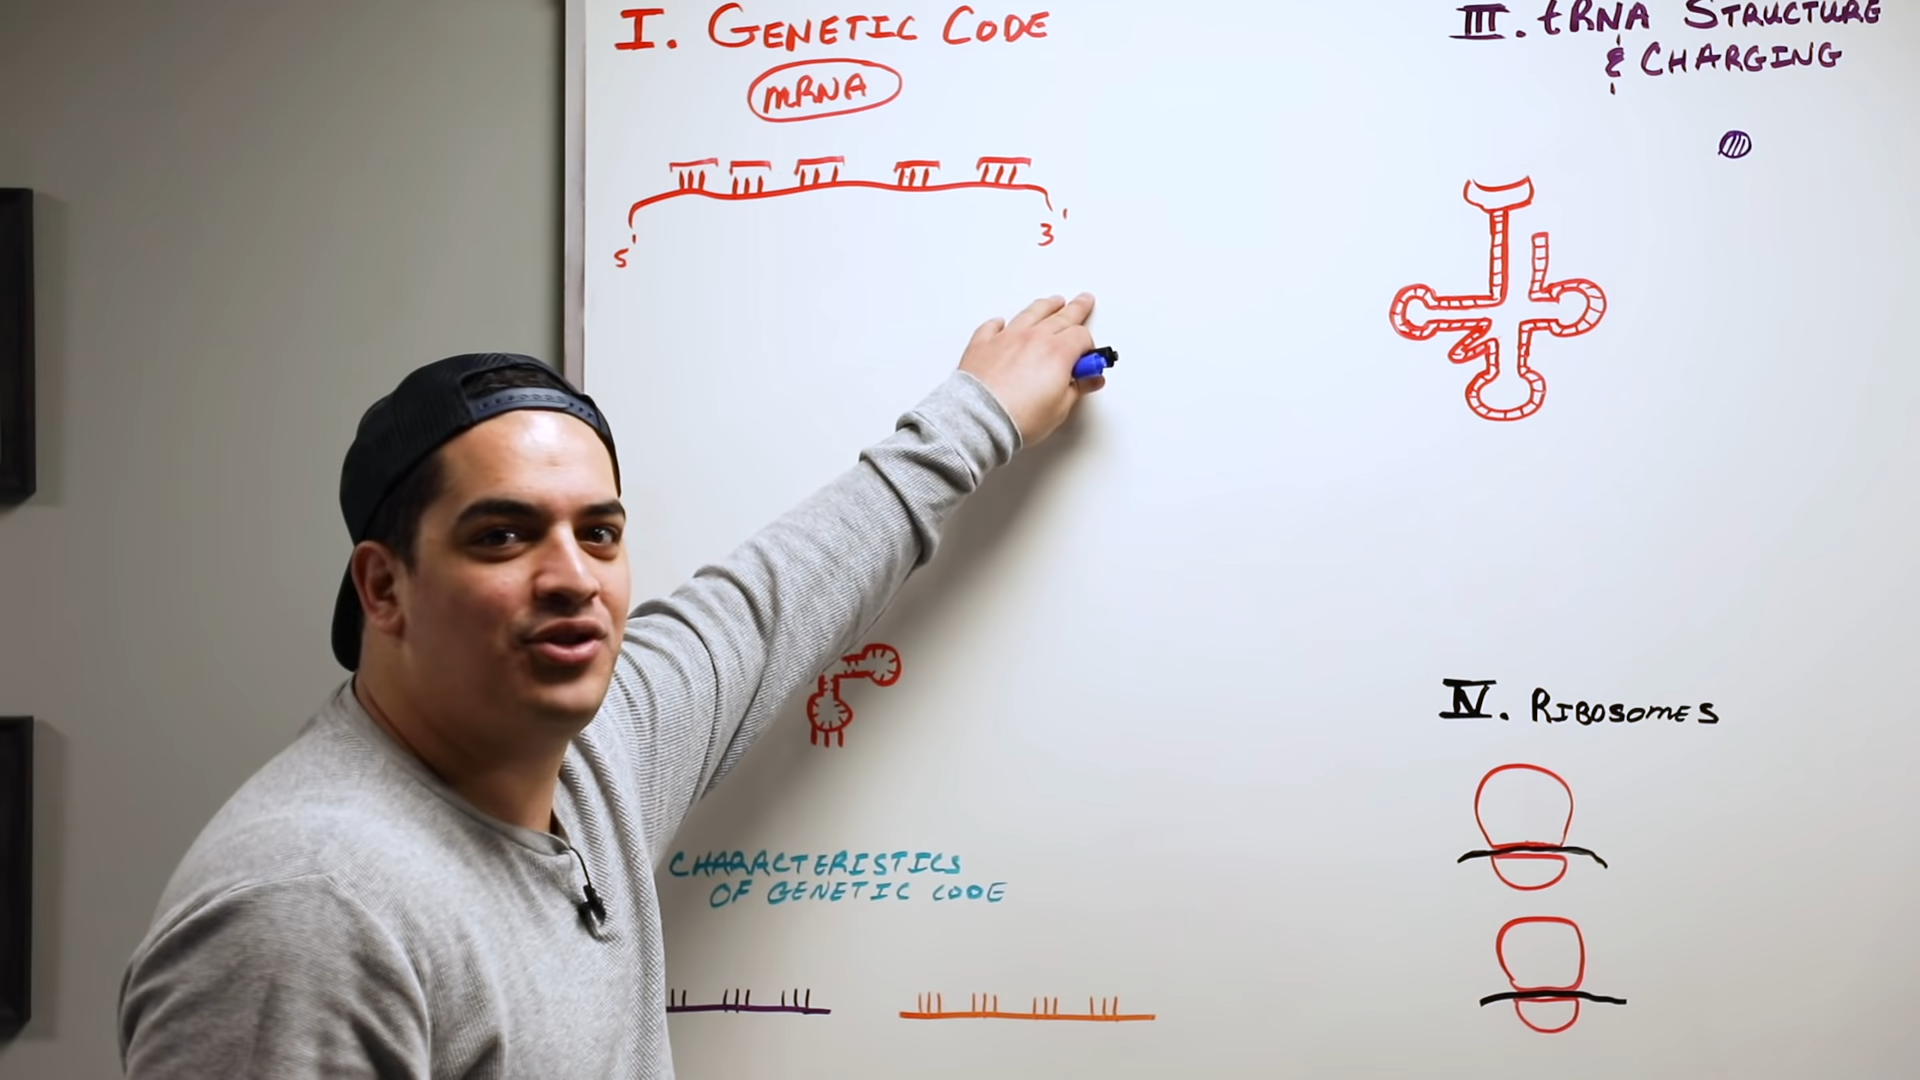 I. GENETIC CODE
mRNA
5'
3'
CHARACTERISTICS
OF GENETIC CODE
III. tRNA STRUCTURE
& CHARGING
IV. RIBOSOMES